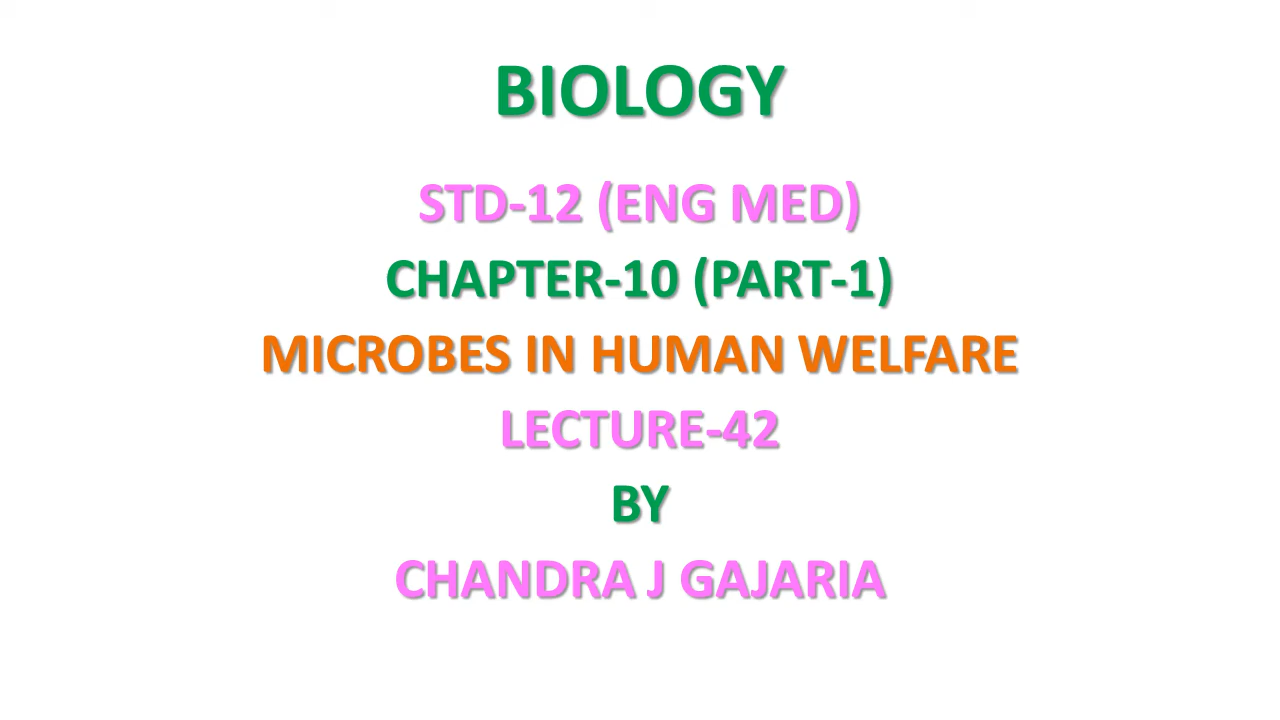 BIOLOGY
STD-12 (ENG MED)
CHAPTER-10 (PART-1)
MICROBES IN HUMAN WELFARE
LECTURE-42
BY
CHANDRA J GAJARIA